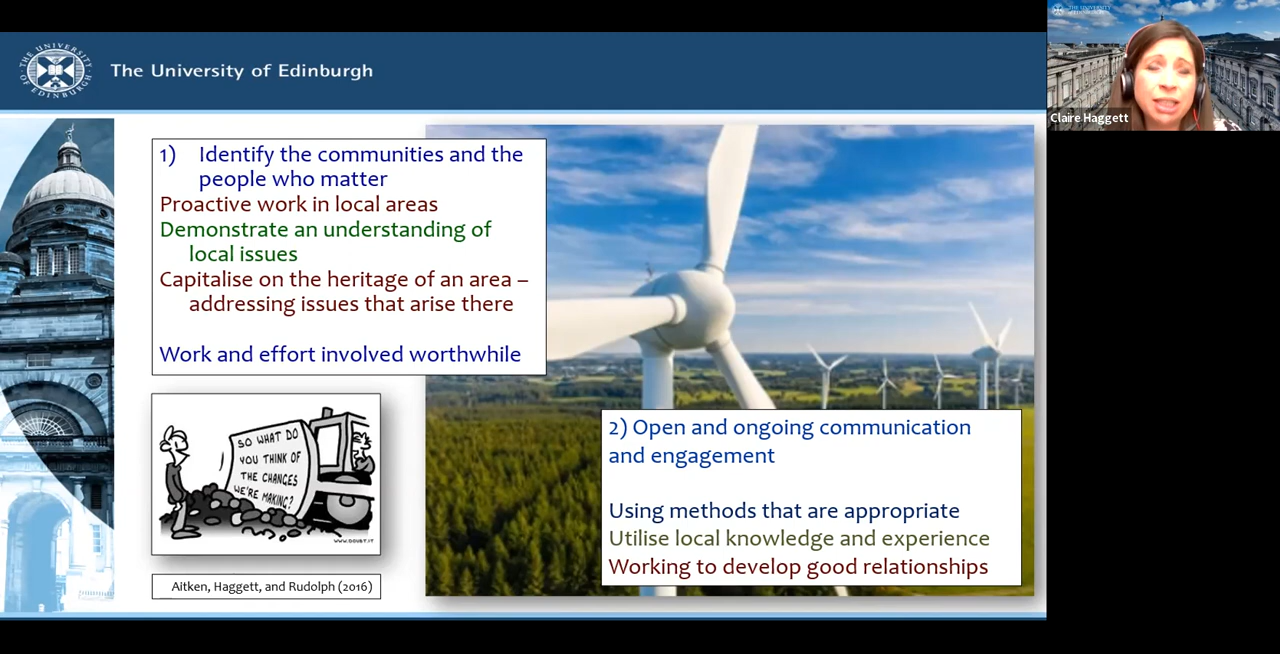 THE UNIVERSITY OF EDINBURGH
The University of Edinburgh
Claire Haggett
1) Identify the communities and the
people who matter
Proactive work in local areas
Demonstrate an understanding of
local issues
Capitalise on the heritage of an area –
addressing issues that arise there
Work and effort involved worthwhile
SO WHAT DO
YOU THINK OF
THE CHANGES
WE'RE MAKING?
Aitken, Haggett, and Rudolph (2016)
2) Open and ongoing communication
and engagement
Using methods that are appropriate
Utilise local knowledge and experience
Working to develop good relationships